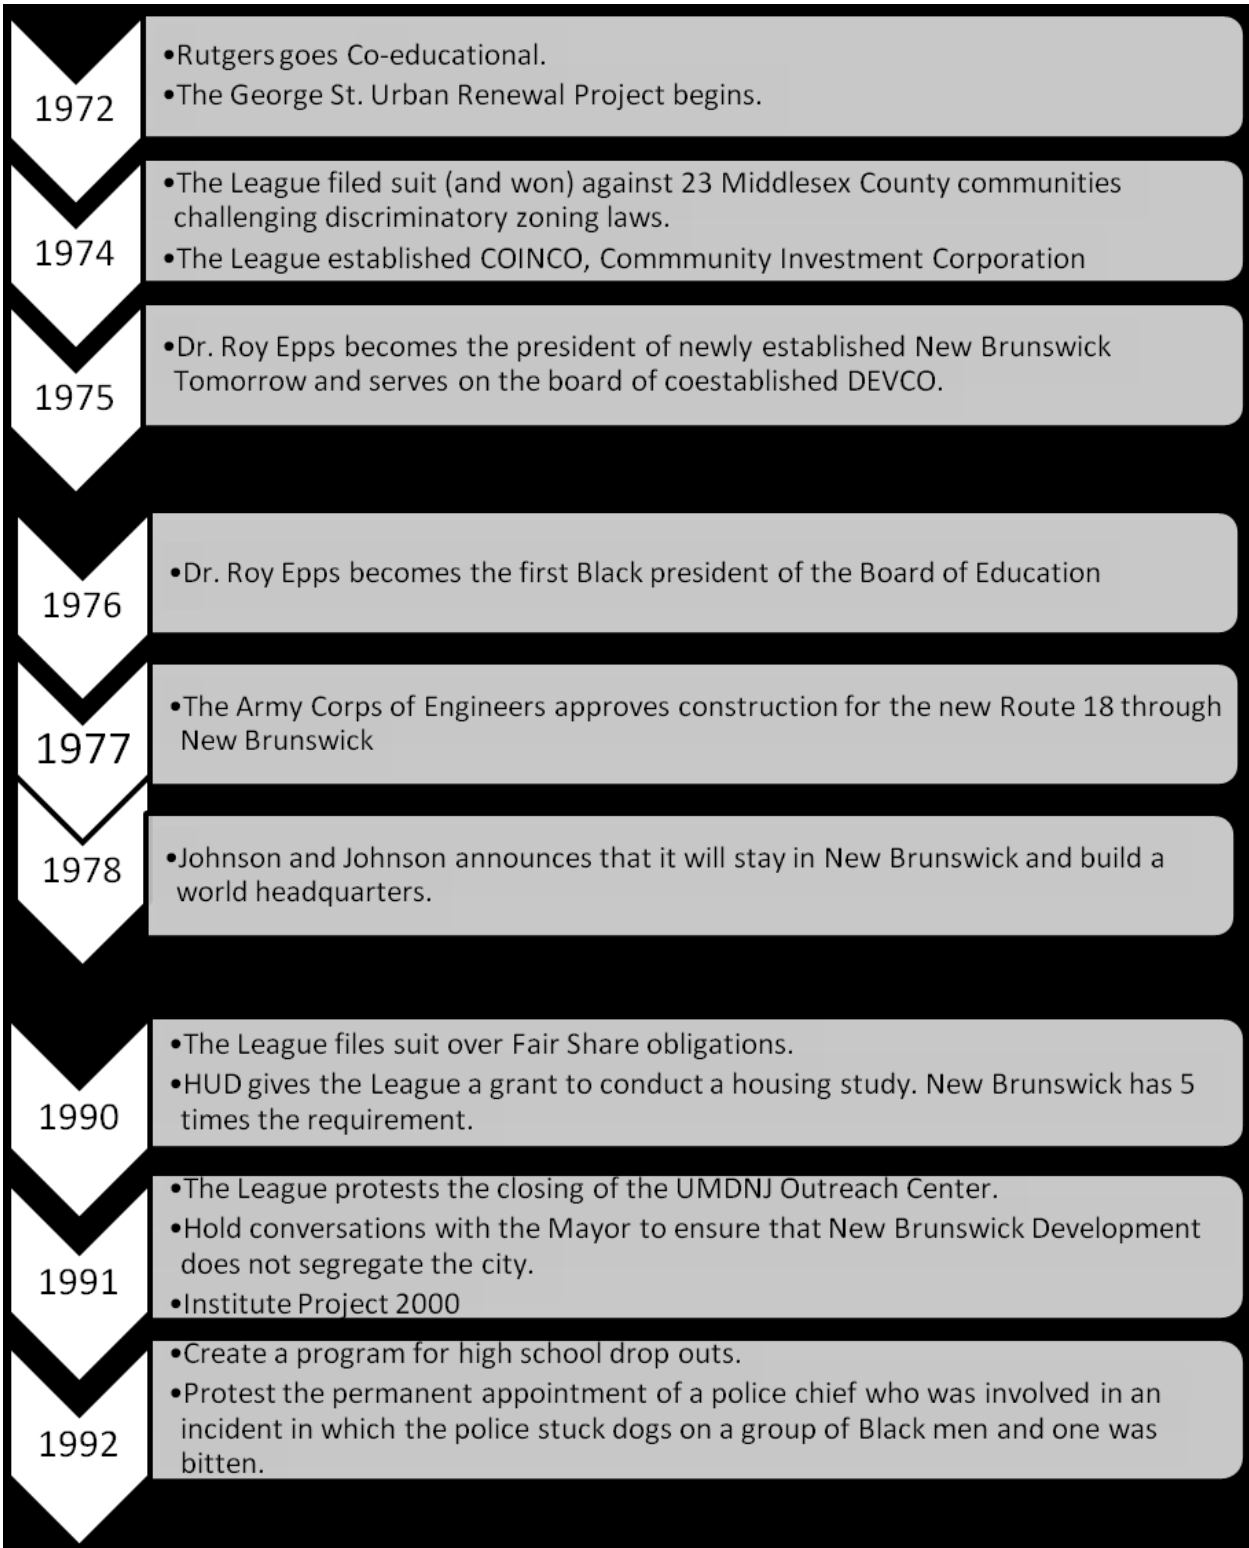 1972
•Rutgers goes Co-educational.
•The George St. Urban Renewal Project begins.
1974
•The League filed suit (and won) against 23 Middlesex County communities
challenging discriminatory zoning laws.
•The League established COINCO, Commmunity Investment Corporation
1975
•Dr. Roy Epps becomes the president of newly established New Brunswick
Tomorrow and serves on the board of coestablished DEVCO.
1976
•Dr. Roy Epps becomes the first Black president of the Board of Education
1977
•The Army Corps of Engineers approves construction for the new Route 18 through
New Brunswick
1978
•Johnson and Johnson announces that it will stay in New Brunswick and build a
world headquarters.
1990
•The League files suit over Fair Share obligations.
•HUD gives the League a grant to conduct a housing study. New Brunswick has 5
times the requirement.
1991
•The League protests the closing of the UMDNJ Outreach Center.
•Hold conversations with the Mayor to ensure that New Brunswick Development
does not segregate the city.
•Institute Project 2000
1992
•Create a program for high school drop outs.
•Protest the permanent appointment of a police chief who was involved in an
incident in which the police stuck dogs on a group of Black men and one was
bitten.